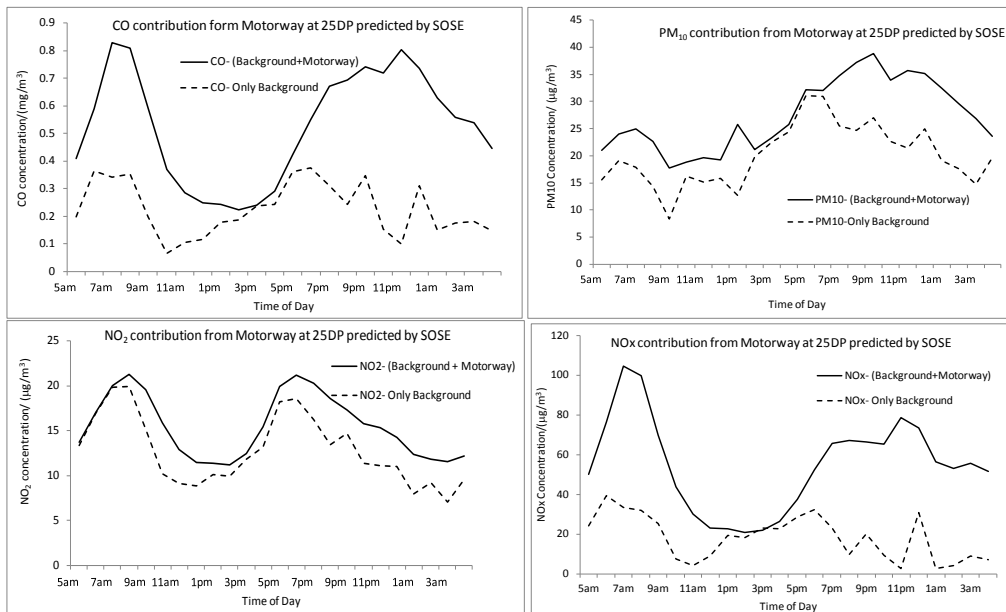 CO contribution form Motorway at 25DP predicted by SOSE
CO- (Background+Motorway)
CO- Only Background
CO concentration/(mg/m³)
0.9
0.8
0.7
0.6
0.5
0.4
0.3
0.2
0.1
0
5am 7am 9am 11am 1pm 3pm 5pm 7pm 9pm 11pm 1am 3am
Time of Day
PM₁₀ contribution from Motorway at 25DP predicted by SOSE
PM10 Concentration/ (µg/m³)
45
40
35
30
25
20
15
10
5
0
PM10- (Background+Motorway)
PM10-Only Background
5am 7am 9am 11am 1pm 3pm 5pm 7pm 9pm 11pm 1am 3am
Time of Day
NO₂ contribution from Motorway at 25DP predicted by SOSE
NO2- (Background + Motorway)
NO2- Only Background
NO₂ concentration/ (µg/m³)
25
20
15
10
5
0
5am 7am 9am 11am 1pm 3pm 5pm 7pm 9pm 11pm 1am 3am
Time of Day
NOx contribution from Motorway at 25DP predicted by SOSE
NOx- (Background+Motorway)
NOx- Only Background
NOx Concentration/(µg/m³)
120
100
80
60
40
20
0
5am 7am 9am 11am 1pm 3pm 5pm 7pm 9pm 11pm 1am 3am
Time of Day